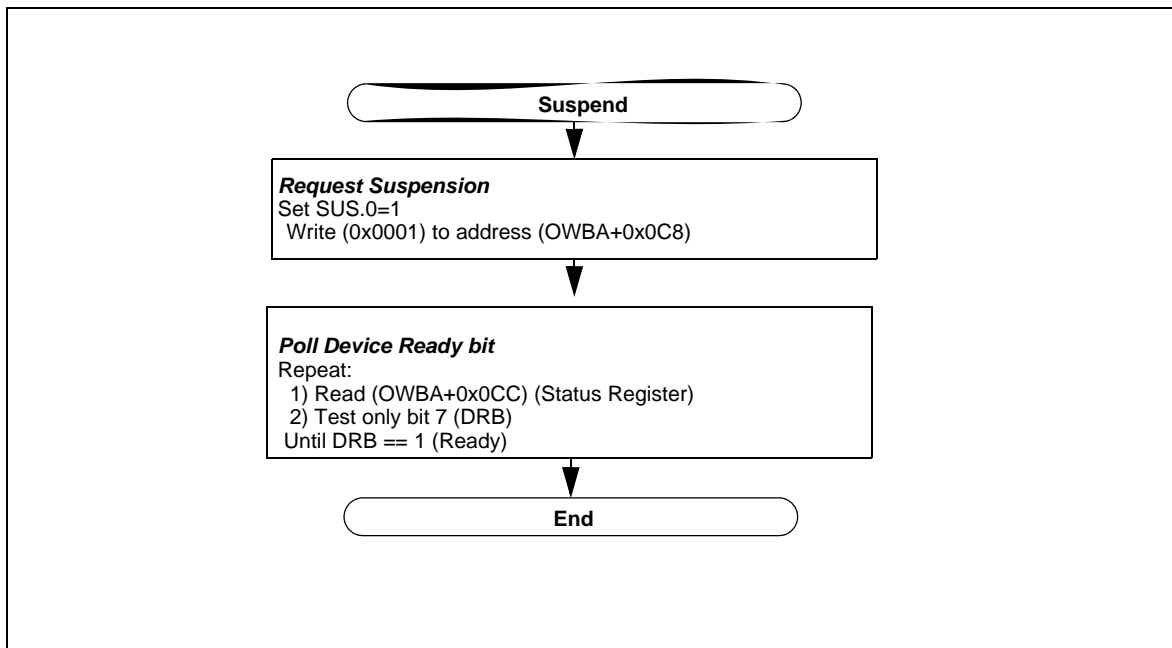 Suspend
Request Suspension
Set SUS.0=1
Write (0x0001) to address (OWBA+0x0C8)
Poll Device Ready bit
Repeat:
1) Read (OWBA+0x0CC) (Status Register)
2) Test only bit 7 (DRB)
Until DRB == 1 (Ready)
End